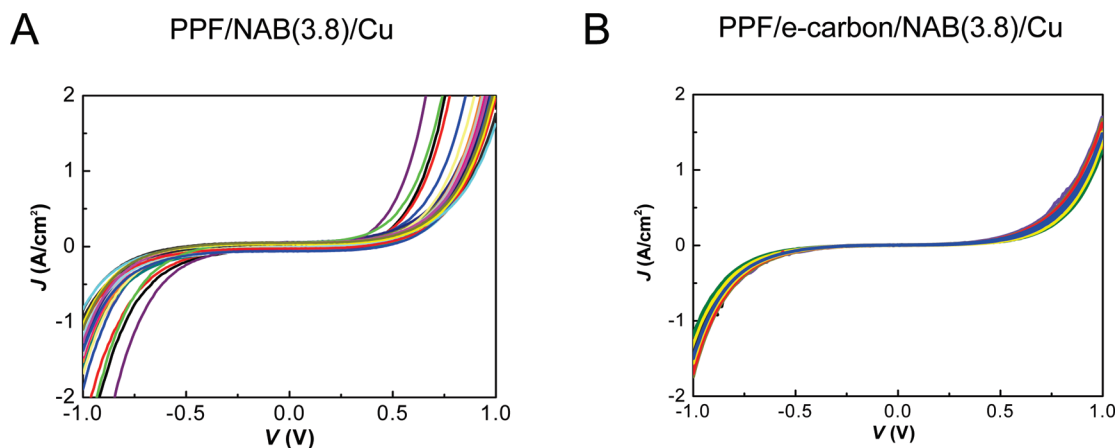 A
PPF/NAB(3.8)/Cu
2
1
0
-1
-2
J (A/cm²)
-1.0
-0.5
0.0
0.5
1.0
V (V)
B
PPF/e-carbon/NAB(3.8)/Cu
2
1
0
-1
-2
J (A/cm²)
-1.0
-0.5
0.0
0.5
1.0
V (V)